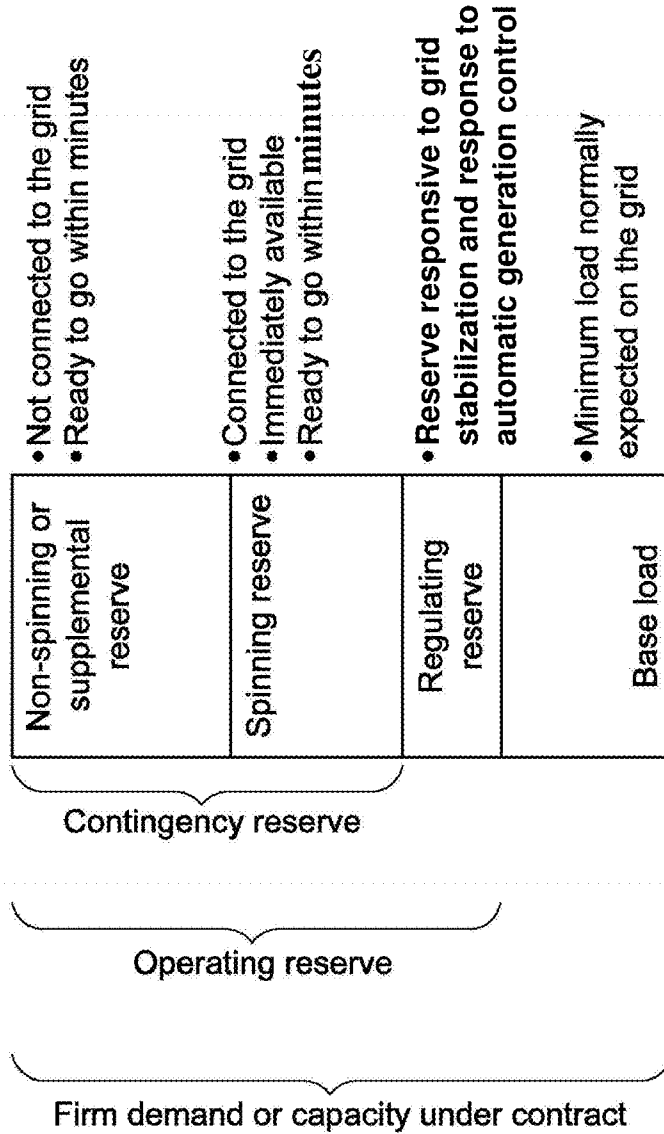 Non-spinning or
supplemental
reserve
• Not connected to the grid
• Ready to go within minutes
Spinning reserve
• Connected to the grid
• Immediately available
• Ready to go within minutes
Regulating
reserve
• Reserve responsive to grid
stabilization and response to
automatic generation control
Base load
• Minimum load normally
expected on the grid
Contingency reserve
Operating reserve
Firm demand or capacity under contract